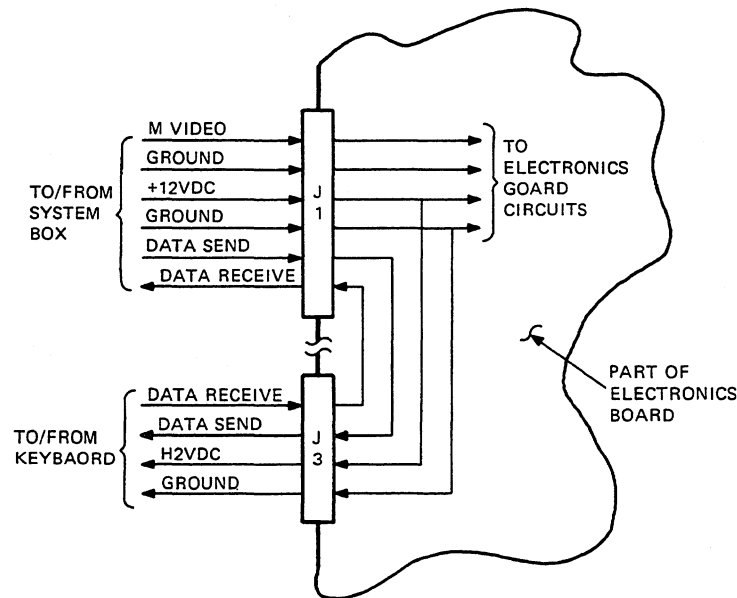 M VIDEO
GROUND
+12VDC
GROUND
DATA SEND
DATA RECEIVE
TO/FROM
SYSTEM
BOX
J
1
TO
ELECTRONICS
GOARD
CIRCUITS
PART OF
ELECTRONICS
BOARD
DATA RECEIVE
DATA SEND
H2VDC
GROUND
TO/FROM
KEYBAORD
J
3